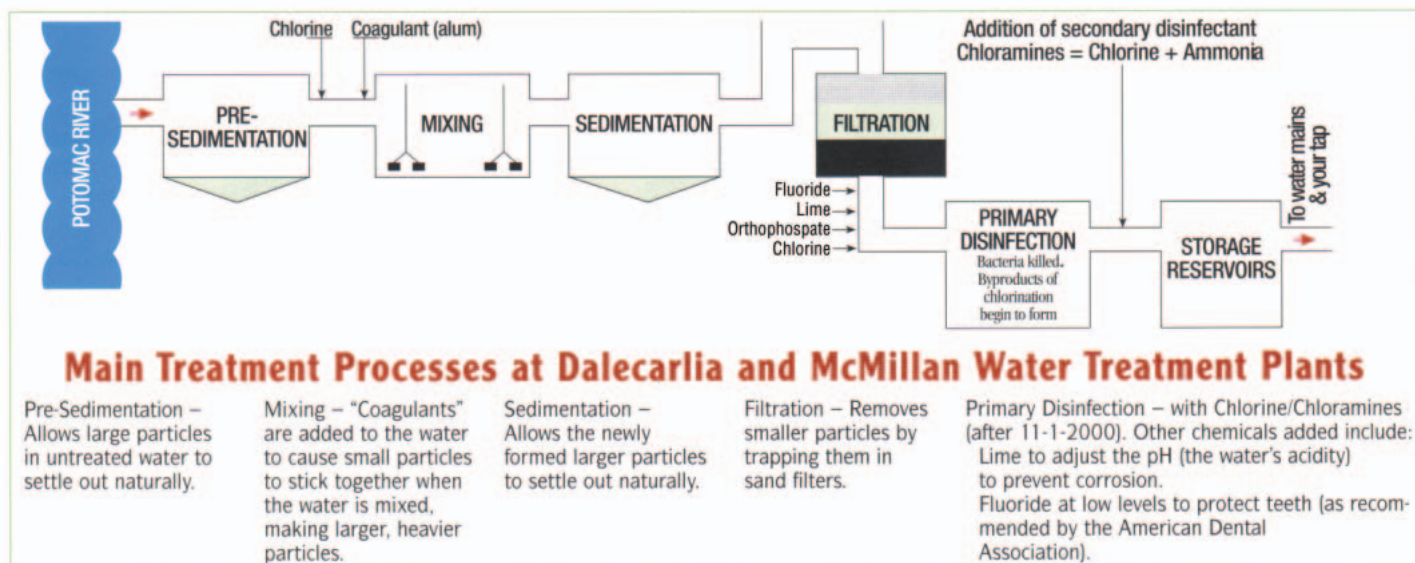 Chlorine
Coagulant (alum)
Addition of secondary disinfectant
Chloramines = Chlorine + Ammonia
POTOMAC RIVER
PRE-
SEDIMENTATION
MIXING
SEDIMENTATION
FILTRATION
Fluoride
Lime
Orthophospate
Chlorine
PRIMARY
DISINFECTION
Bacteria killed.
Byproducts of
chlorination
begin to form
STORAGE
RESERVOIRS
To water mains
& your tap
Main Treatment Processes at Dalecarlia and McMillan Water Treatment Plants
Pre-Sedimentation –
Allows large particles
in untreated water to
settle out naturally.
Mixing – “Coagulants”
are added to the water
to cause small particles
to stick together when
the water is mixed,
making larger, heavier
particles.
Sedimentation –
Allows the newly
formed larger particles
to settle out naturally.
Filtration – Removes
smaller particles by
trapping them in
sand filters.
Primary Disinfection – with Chlorine/Chloramines
(after 11-1-2000). Other chemicals added include:
Lime to adjust the pH (the water’s acidity)
to prevent corrosion.
Fluoride at low levels to protect teeth (as recom-
mended by the American Dental
Association).